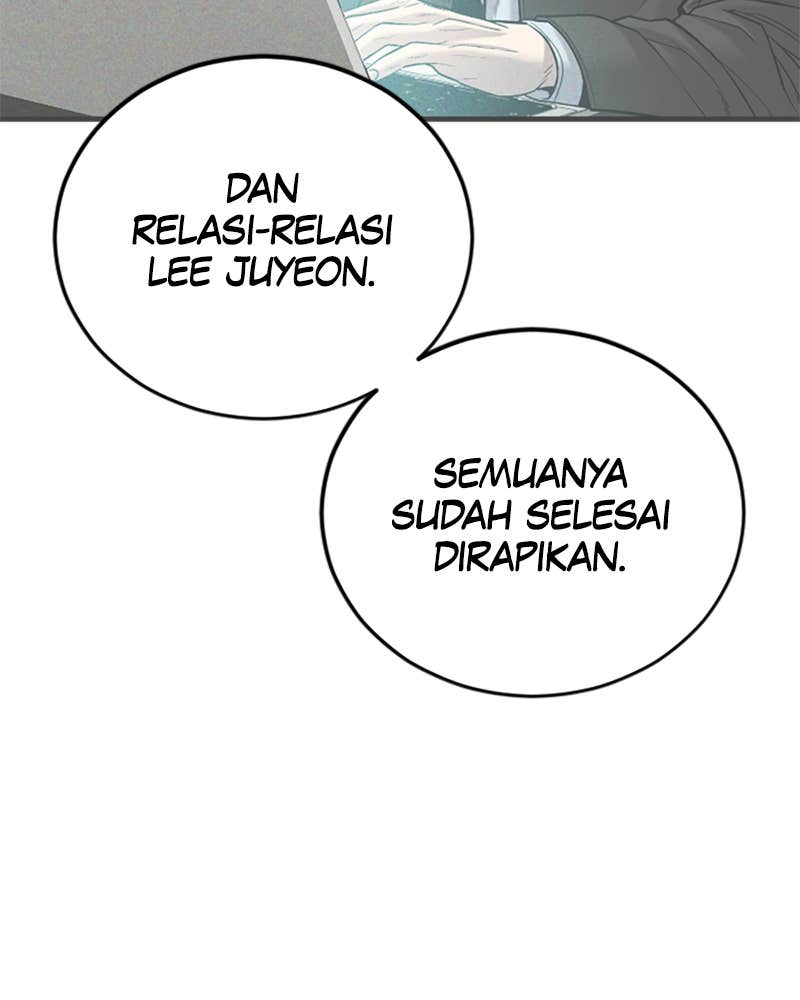 DAN
RELASI-RELASI
LEE JUYEON.
SEMUANYA
SUDAH SELESAI
DIRAPIKAN.